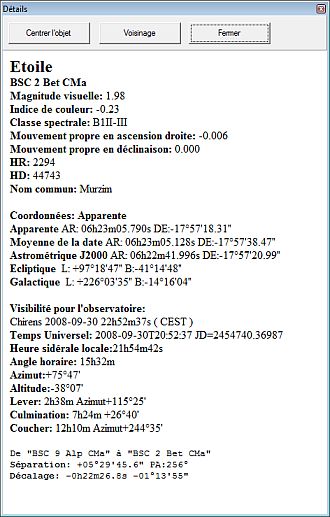 Détails
Centrer l'objet
Voisinage
Fermer
Etoile
BSC 2 Bet CMa
Magnitude visuelle: 1.98
Indice de couleur: -0.23
Classe spectrale: B1II-III
Mouvement propre en ascension droite: -0.006
Mouvement propre en déclinaison: 0.000
HR: 2294
HD: 44743
Nom commun: Murzim
Coordonnées: Apparente
Apparente AR: 06h23m05.790s DE:-17°57'18.31"
Moyenne de la date AR: 06h23m05.128s DE:-17°57'38.47"
Astrométrique J2000 AR: 06h22m41.996s DE:-17°57'20.99"
Ecliptique L: +97°18'47" B:-41°14'48"
Galactique L: +226°03'35" B:-14°16'04"
Visibilité pour l'observatoire:
Chirens 2008-09-30 22h52m37s ( CEST )
Temps Universel: 2008-09-30T20:52:37 JD=2454740.36987
Heure sidérale locale:21h54m42s
Angle horaire: 15h32m
Azimut:+75°47'
Altitude:-38°07'
Lever: 2h38m Azimut+115°25'
Culmination: 7h24m +26°40'
Coucher: 12h10m Azimut+244°35'
De "BSC 9 Alp CMa" à "BSC 2 Bet CMa"
Séparation: +05°29'45.6" PA:256°
Décalage: -0h22m26.8s -01°13'55"